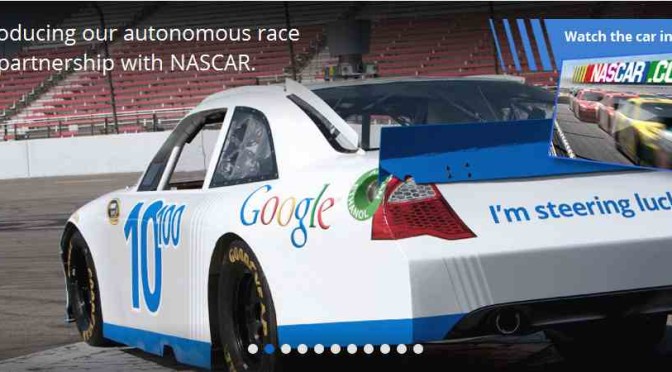 oducing our autonomous race
partnership with NASCAR.
Watch the car in
NASCAR.CO
10
100
Google
ANOL
I'm steering luck
GOODYEAR